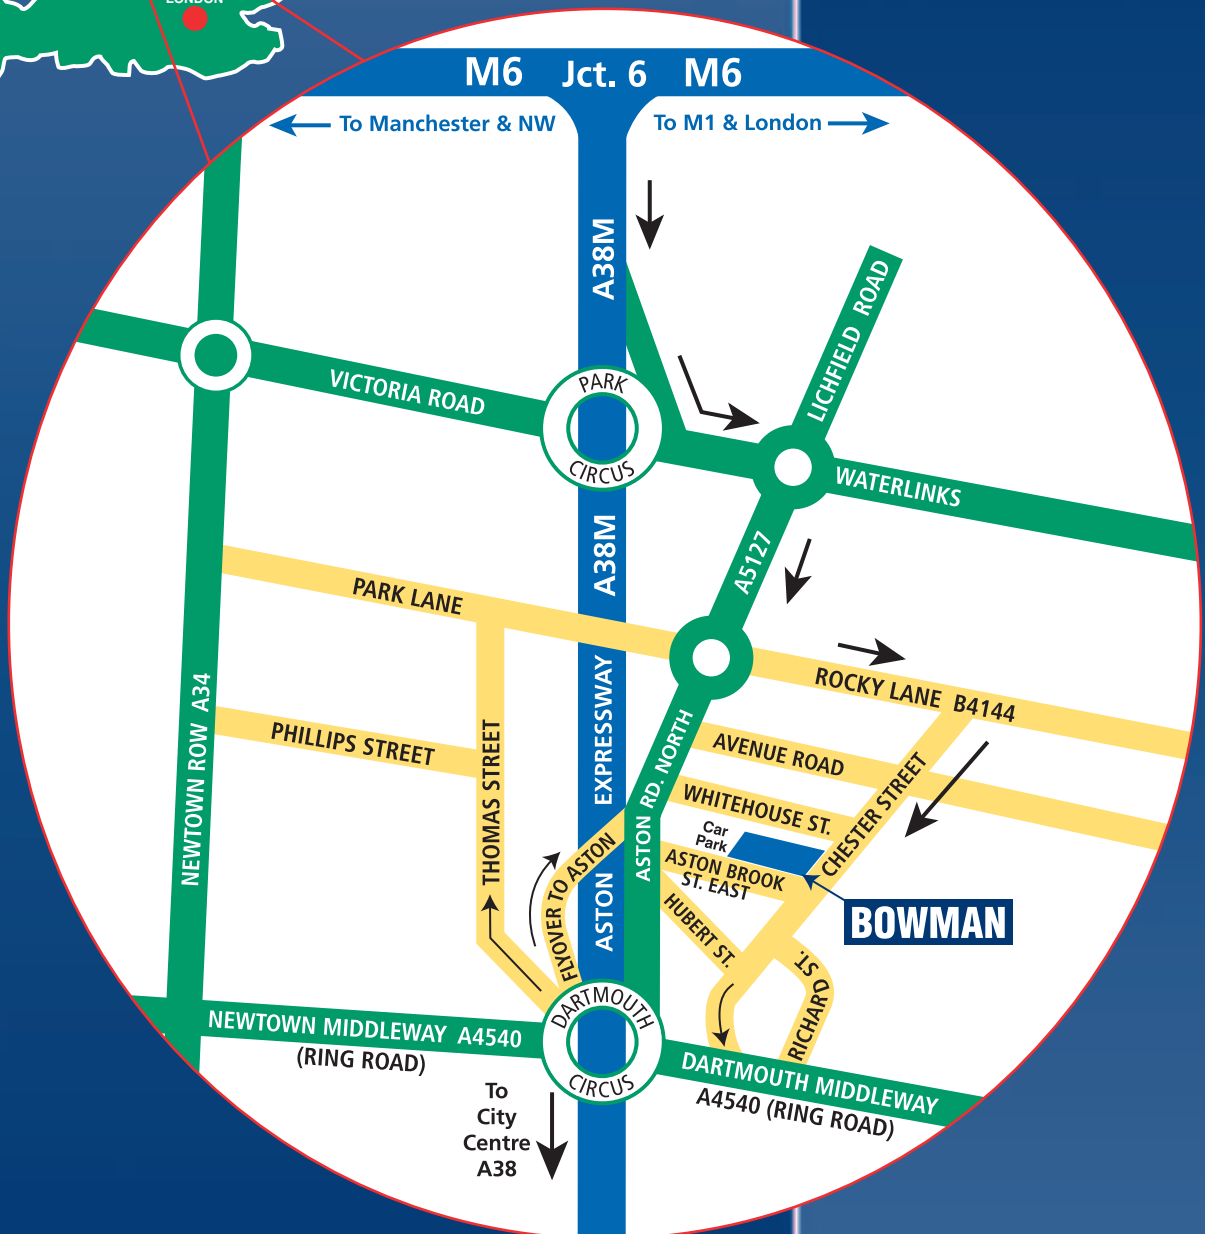 LONDON
M6 Jct. 6 M6
To Manchester & NW
To M1 & London
A38M
LICHFIELD ROAD
VICTORIA ROAD
PARK
CIRCUS
WATERLINKS
A38M
A5127
PARK LANE
ROCKY LANE B4144
NEWTOWN ROW A34
PHILLIPS STREET
THOMAS STREET
ASTON EXPRESSWAY
ASTON RD. NORTH
AVENUE ROAD
WHITEHOUSE ST.
CHESTER STREET
Car
Park
ASTON BROOK
ST. EAST
FLYOVER TO ASTON
HUBERT ST.
BOWMAN
RICHARD ST.
NEWTOWN MIDDLEWAY A4540
(RING ROAD)
DARTMOUTH
CIRCUS
DARTMOUTH MIDDLEWAY
A4540 (RING ROAD)
To
City
Centre
A38